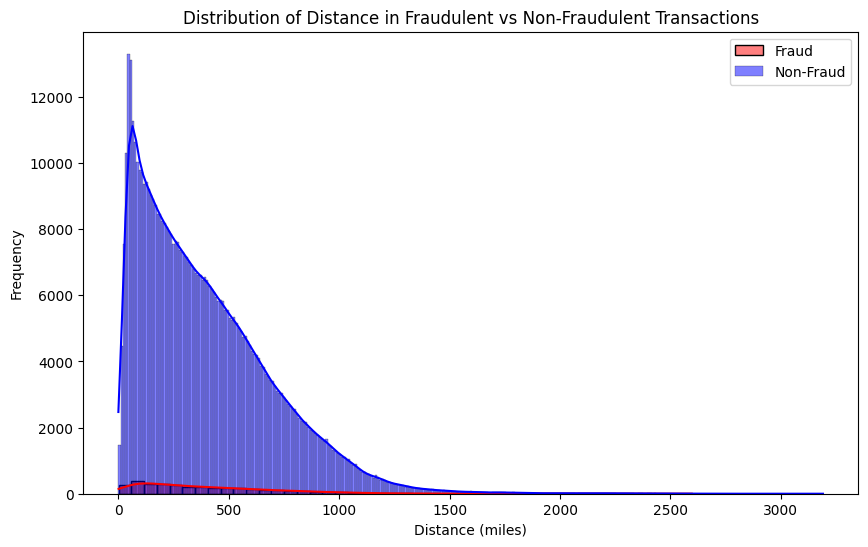 Distribution of Distance in Fraudulent vs Non-Fraudulent Transactions
Fraud
Non-Fraud
12000
10000
8000
6000
4000
2000
0
Frequency
0 500 1000 1500 2000 2500 3000
Distance (miles)